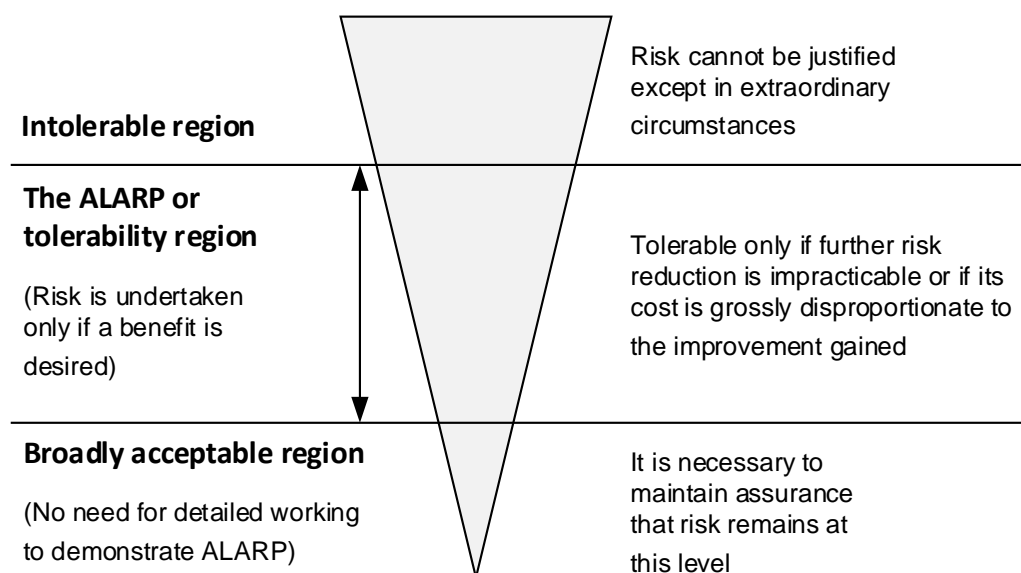 Intolerable region
Risk cannot be justified
except in extraordinary
circumstances
The ALARP or
tolerability region
(Risk is undertaken
only if a benefit is
desired)
Tolerable only if further risk
reduction is impracticable or if its
cost is grossly disproportionate to
the improvement gained
Broadly acceptable region
(No need for detailed working
to demonstrate ALARP)
It is necessary to
maintain assurance
that risk remains at
this level